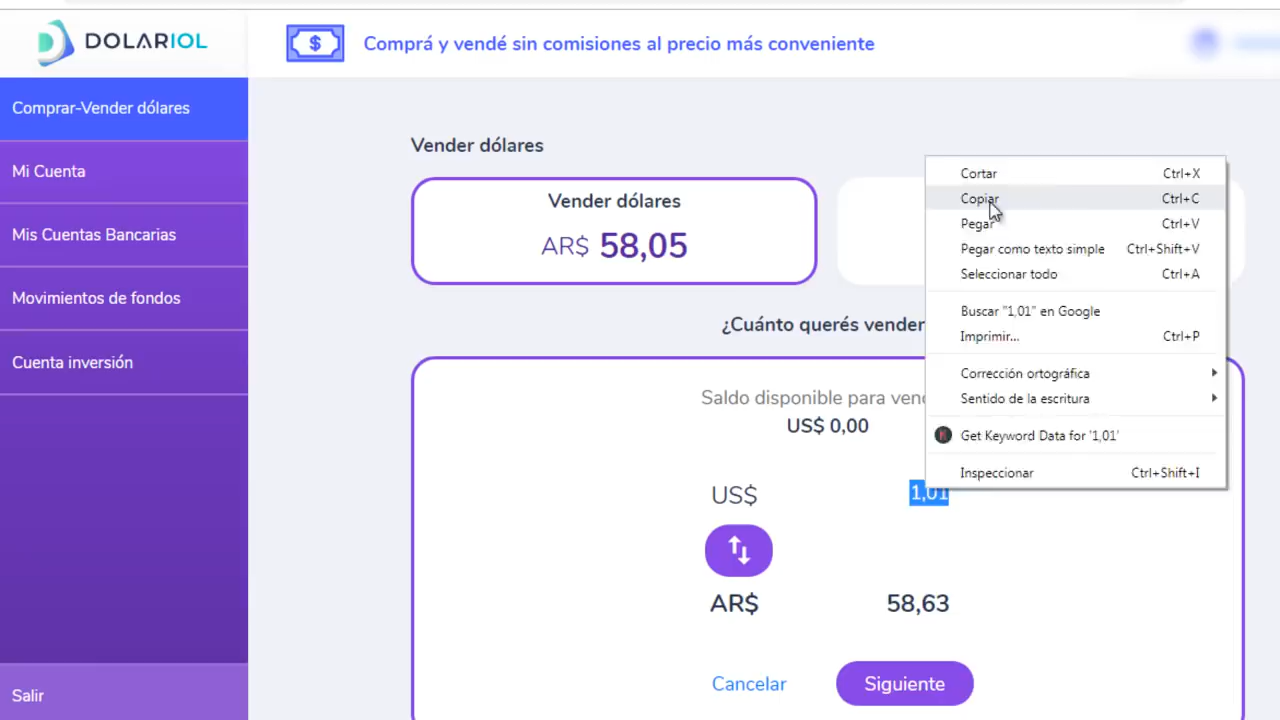 DOLARIOL
$ Comprá y vendé sin comisiones al precio más conveniente
Comprar-Vender dólares
Mi Cuenta
Mis Cuentas Bancarias
Movimientos de fondos
Cuenta inversión
Salir
Vender dólares
Vender dólares
AR$ 58,05
¿Cuánto querés vender
Saldo disponible para
US$ 0,00
US$ 1,01
AR$ 58,63
Cancelar Siguiente
Cortar Ctrl+X
Copiar Ctrl+C
Pegar Ctrl+V
Pegar como texto simple Ctrl+Shift+V
Seleccionar todo Ctrl+A
Buscar "1,01" en Google
Imprimir... Ctrl+P
Corrección ortográfica
Sentido de la escritura
Get Keyword Data for '1,01'
Inspeccionar Ctrl+Shift+I